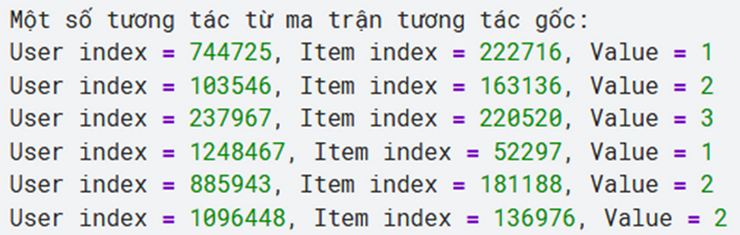 Một số tương tác từ ma trận tương tác gốc:
User index = 744725, Item index = 222716, Value = 1
User index = 103546, Item index = 163136, Value = 2
User index = 237967, Item index = 220520, Value = 3
User index = 1248467, Item index = 52297, Value = 1
User index = 885943, Item index = 181188, Value = 2
User index = 1096448, Item index = 136976, Value = 2